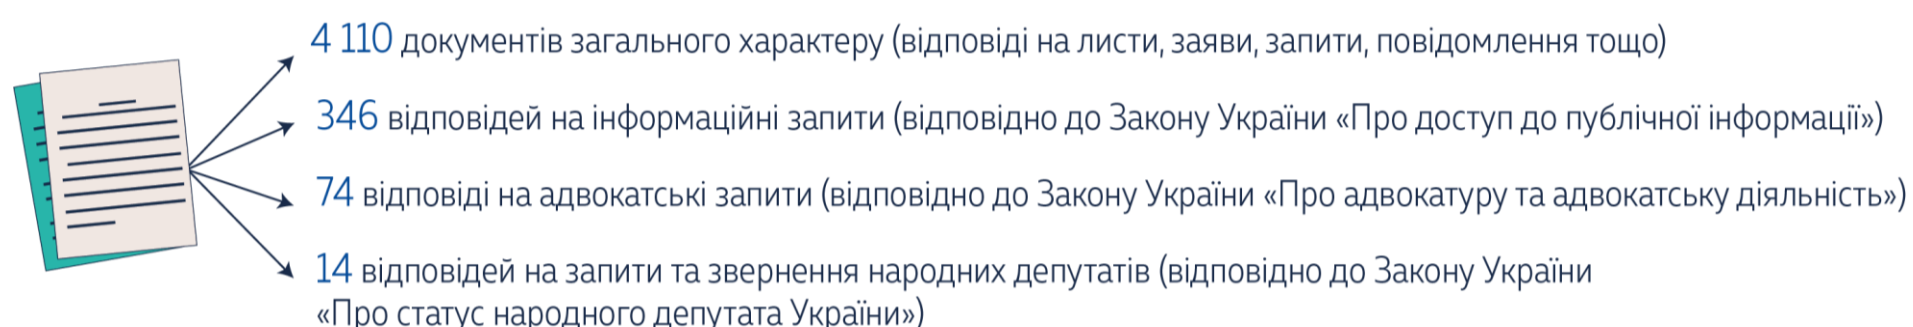 4 110 документів загального характеру (відповіді на листи, заяви, запити, повідомлення тощо)
346 відповідей на інформаційні запити (відповідно до Закону України «Про доступ до публічної інформації»)
74 відповіді на адвокатські запити (відповідно до Закону України «Про адвокатуру та адвокатську діяльність»)
14 відповідей на запити та звернення народних депутатів (відповідно до Закону України
«Про статус народного депутата України»)